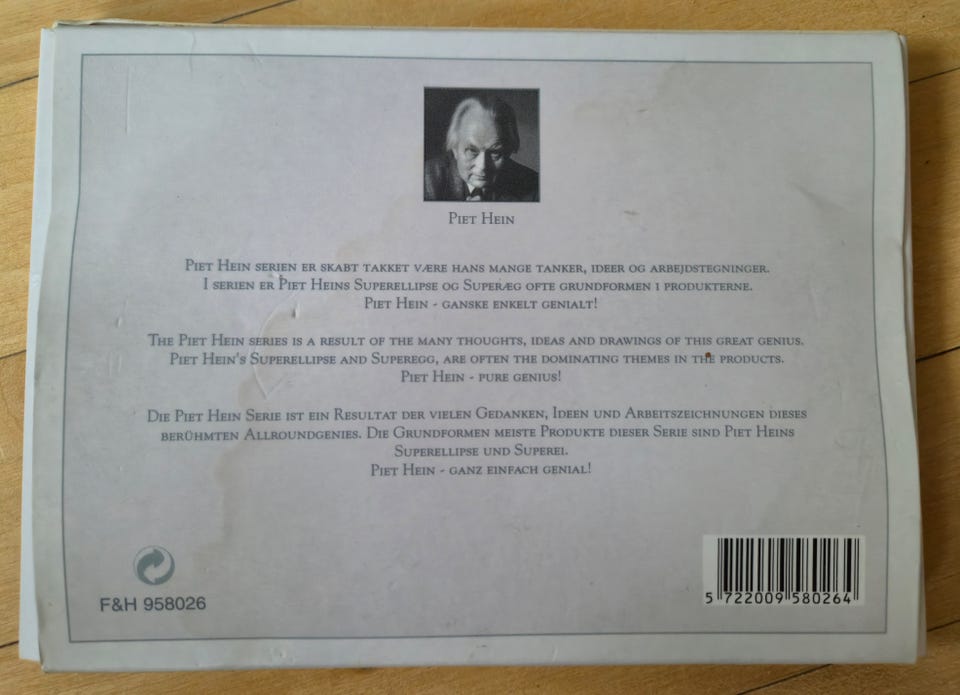 Piet Hein
Piet Hein serien er skabt takket være hans mange tanker, ideer og arbejdstegninger.
I serien er Piet Heins Superellipse og Superæg ofte grundformen i produkterne.
Piet Hein - ganske enkelt genialt!
The Piet Hein series is a result of the many thoughts, ideas and drawings of this great genius.
Piet Hein's Superellipse and Superegg, are often the dominating themes in the products.
Piet Hein - pure genius!
Die Piet Hein Serie ist ein Resultat der vielen Gedanken, Ideen und Arbeitszeichnungen dieses
berühmten Allroundgenies. Die Grundformen meiste Produkte dieser Serie sind Piet Heins
Superellipse und Superei.
Piet Hein - ganz einfach genial!
F&H 958026
5 722009 580264